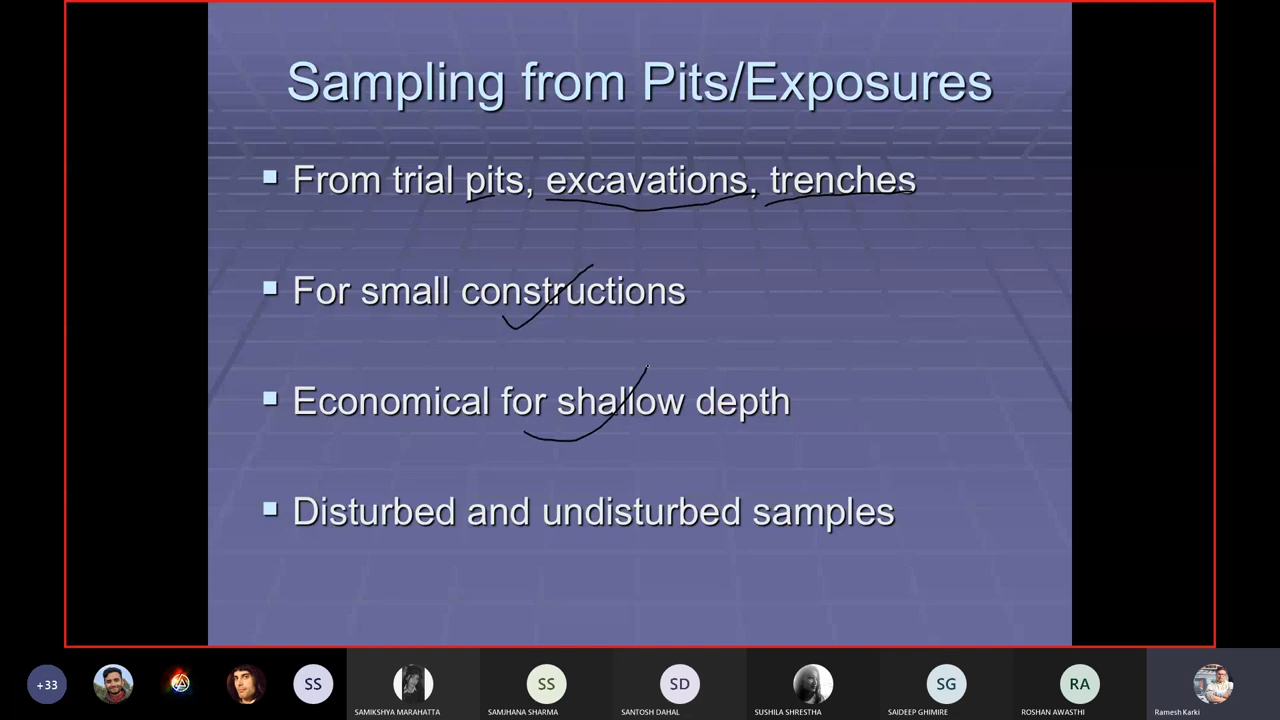 Sampling from Pits/Exposures
From trial pits, excavations, trenches
For small constructions
Economical for shallow depth
Disturbed and undisturbed samples
+33
SS
SS
SD
SG
RA
SAMIKSHYA MARAHATTA
SAMJHANA SHARMA
SANTOSH DAHAL
SUSHILA SHRESTHA
SAIDEEP GHIMIRE
ROSHAN AWASTHI
Ramesh Karki